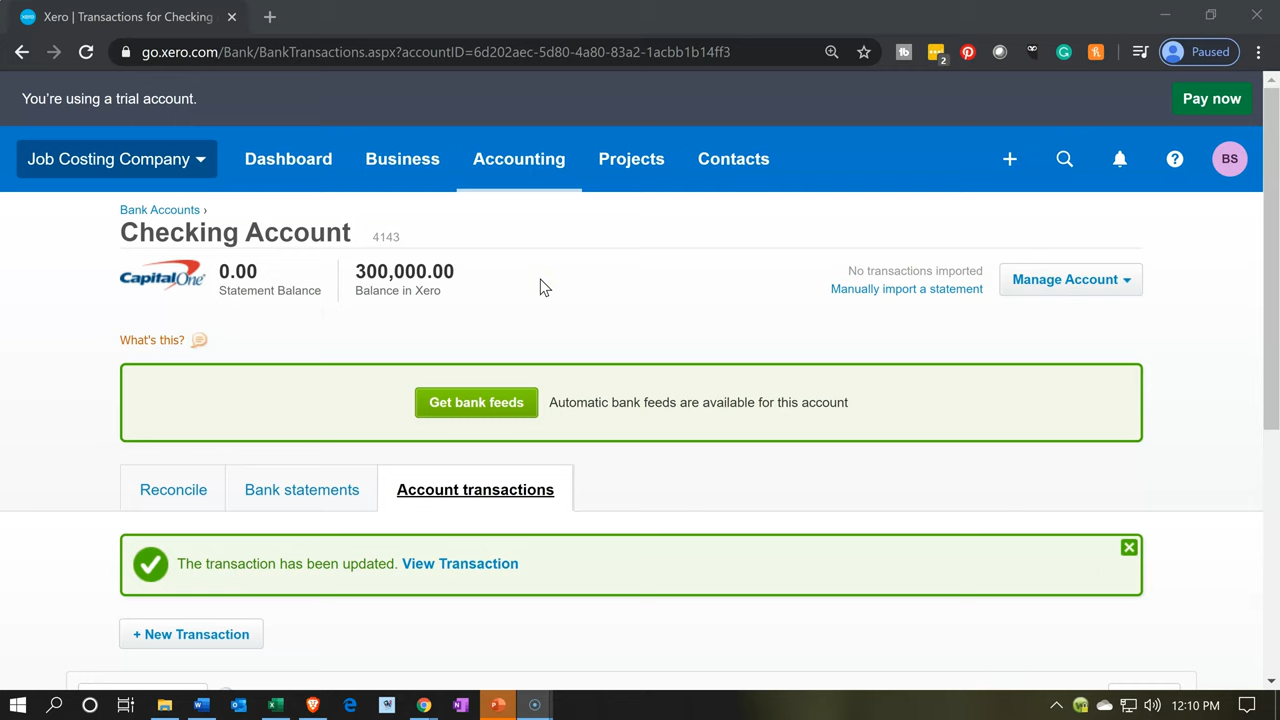 Xero | Transactions for Checking
go.xero.com/Bank/BankTransactions.aspx?accountID=6d202aec-5d80-4a80-83a2-1acbb1b14ff3
2
Paused
You're using a trial account.
Pay now
Job Costing Company
Dashboard
Business
Accounting
Projects
Contacts
BS
Bank Accounts ›
Checking Account 4143
Capital One
0.00
Statement Balance
300,000.00
Balance in Xero
No transactions imported
Manually import a statement
Manage Account
What's this?
Get bank feeds
Automatic bank feeds are available for this account
Reconcile
Bank statements
Account transactions
The transaction has been updated. View Transaction
+ New Transaction
12:10 PM